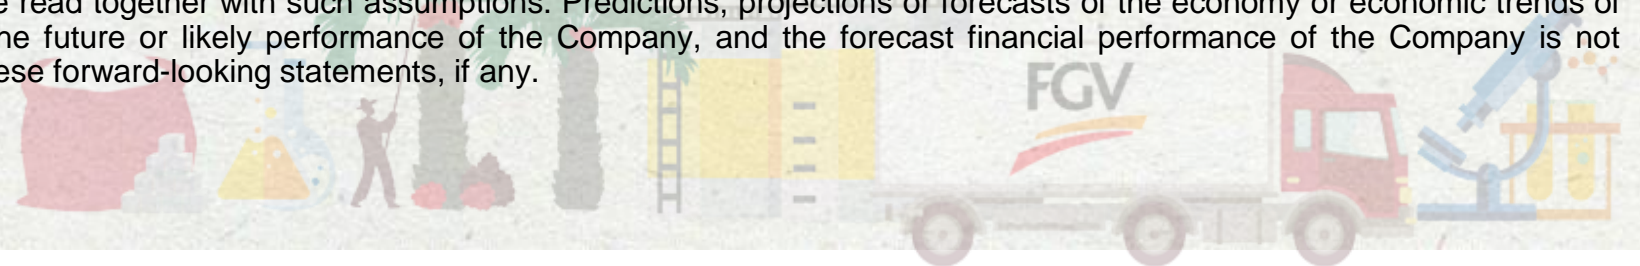 read together with such assumptions. Predictions, projections or forecasts of the economy or economic trends of
future or likely performance of the Company, and the forecast financial performance of the Company is not
forward-looking statements, if any.
FGV